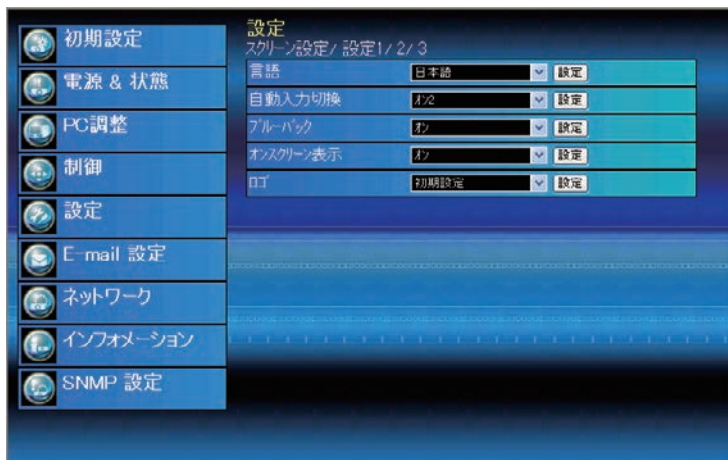 初期設定
電源 & 状態
PC調整
制御
設定
E-mail 設定
ネットワーク
インフォメーション
SNMP 設定
設定
スクリーン設定/ 設定1/ 2/ 3
言語 日本語 設定
自動入力切換 オン2 設定
ブルーバック オン 設定
オンスクリーン表示 オン 設定
ロゴ 初期設定 設定